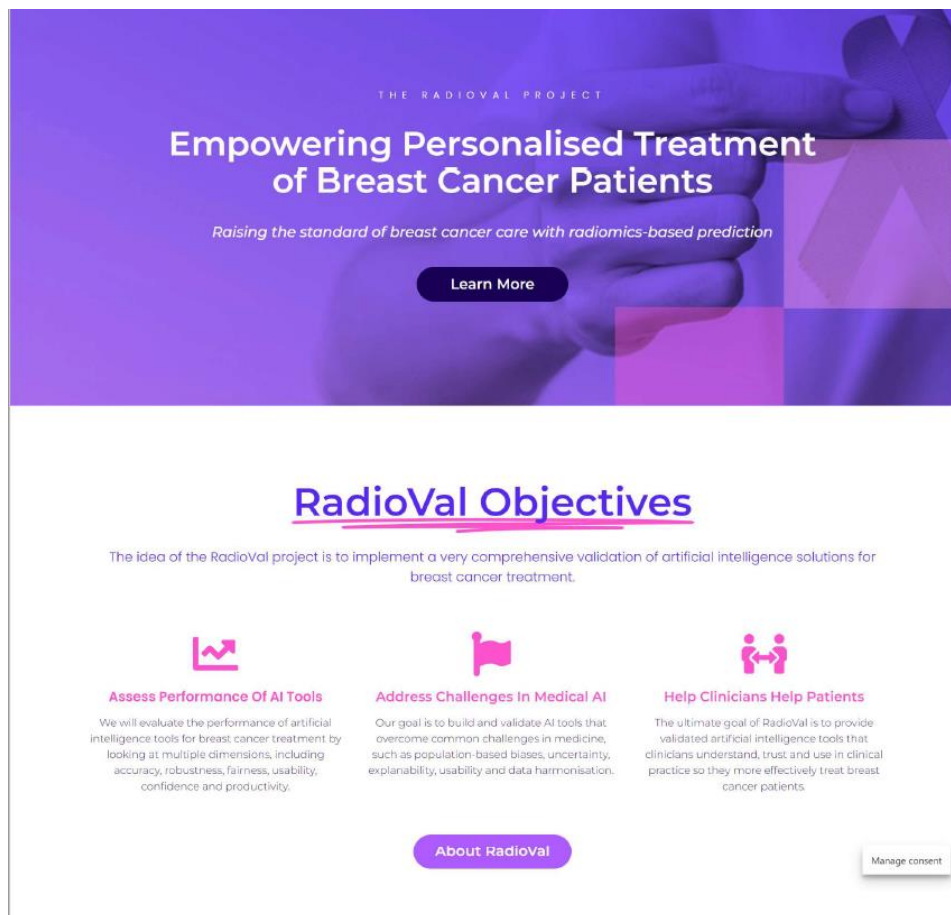 THE RADIOVAL PROJECT
Empowering Personalised Treatment
of Breast Cancer Patients
Raising the standard of breast cancer care with radiomics-based prediction
Learn More
RadioVal Objectives
The idea of the RadioVal project is to implement a very comprehensive validation of artificial intelligence solutions for
breast cancer treatment.
Assess Performance Of AI Tools
We will evaluate the performance of artificial
intelligence tools for breast cancer treatment by
looking at multiple dimensions, including
accuracy, robustness, fairness, usability,
confidence and productivity.
Address Challenges In Medical AI
Our goal is to build and validate AI tools that
overcome common challenges in medicine,
such as population-based biases, uncertainty,
explanability, usability and data harmonisation.
Help Clinicians Help Patients
The ultimate goal of RadioVal is to provide
validated artificial intelligence tools that
clinicians understand, trust and use in clinical
practice so they more effectively treat breast
cancer patients.
About RadioVal
Manage consent